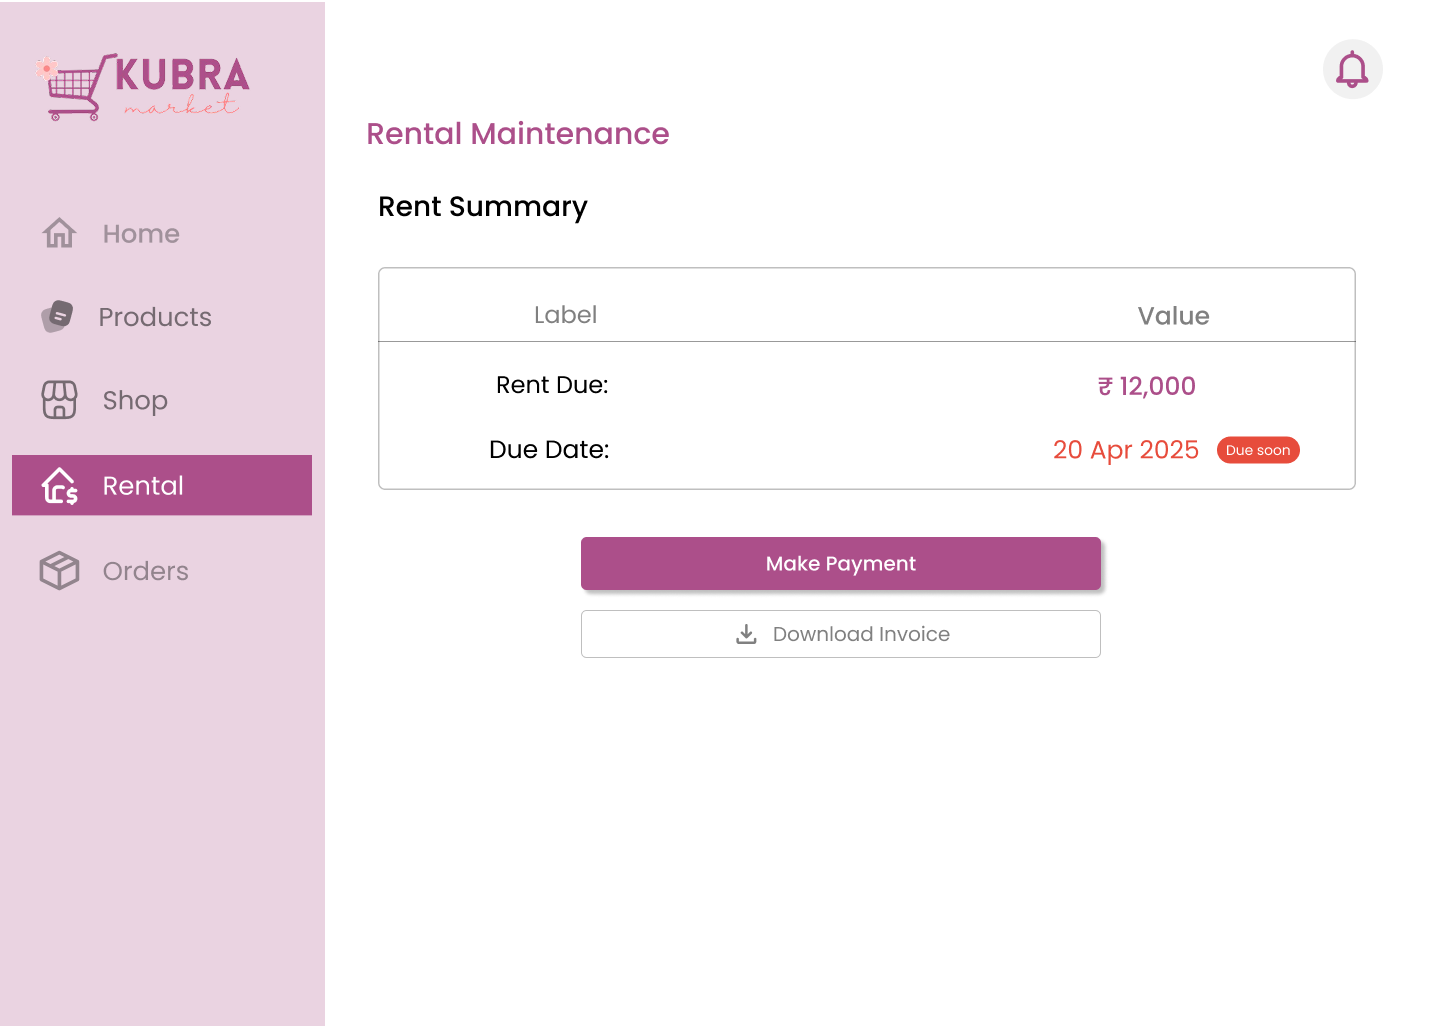 KUBRA
market
Home
Products
Shop
Rental
Orders
Rental Maintenance
Rent Summary
Label Value
Rent Due: ₹ 12,000
Due Date: 20 Apr 2025 Due soon
Make Payment
Download Invoice